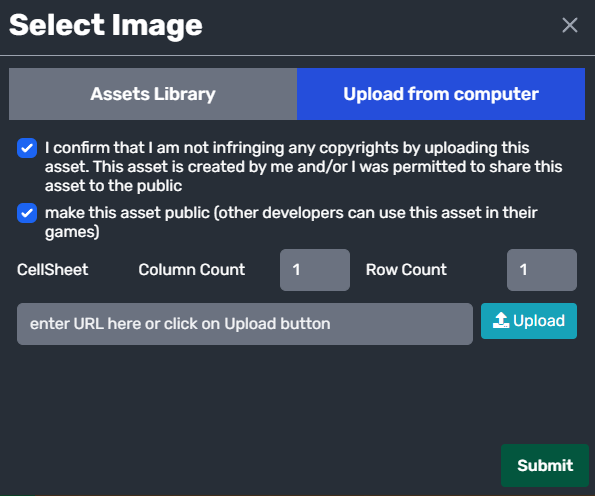 Select Image
Assets Library
Upload from computer
I confirm that I am not infringing any copyrights by uploading this
asset. This asset is created by me and/or I was permitted to share this
asset to the public
make this asset public (other developers can use this asset in their
games)
CellSheet Column Count 1 Row Count 1
enter URL here or click on Upload button
Upload
Submit